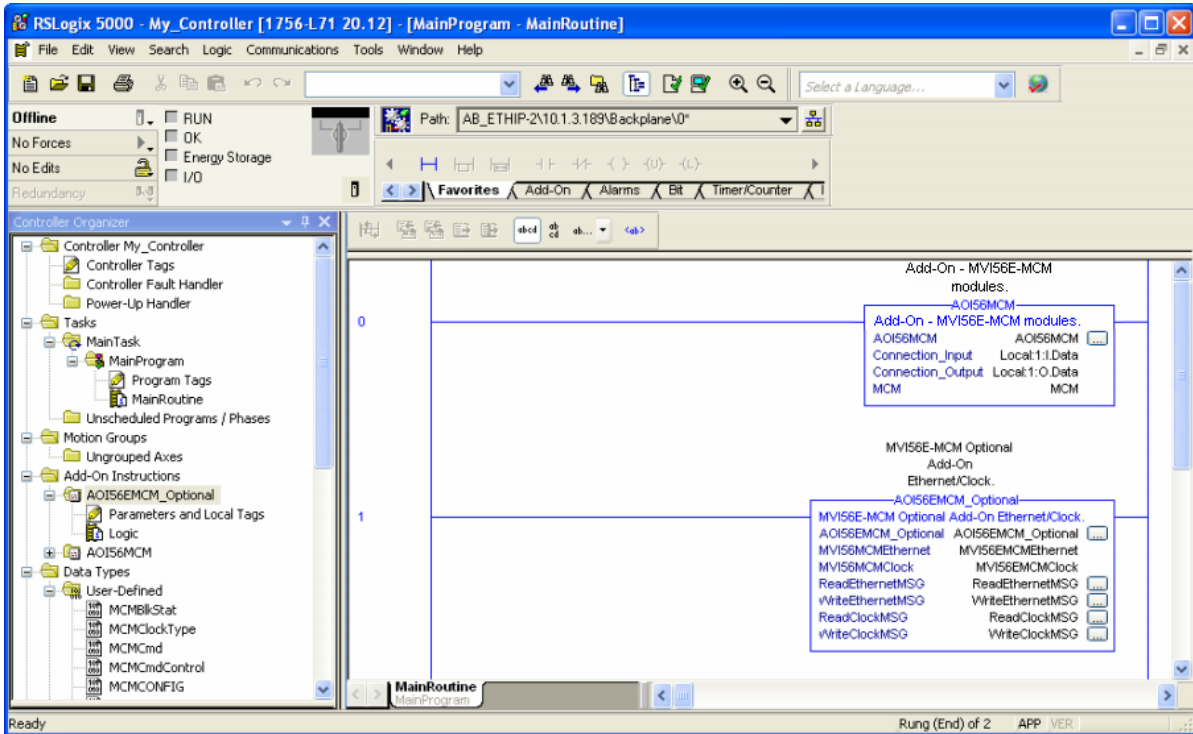 RSLogix 5000 - My_Controller [1756-L71 20.12] - [MainProgram - MainRoutine]
File Edit View Search Logic Communications Tools Window Help
Select a Language...
Offline
RUN
No Forces
OK
No Edits
Energy Storage
Redundancy
I/O
Path: AB_ETHIP-2\10.1.3.189\Backplane\0*
Favorites Add-On Alarms Bit Timer/Counter
Controller Organizer
Controller My_Controller
Controller Tags
Controller Fault Handler
Power-Up Handler
Tasks
MainTask
MainProgram
Program Tags
MainRoutine
Unscheduled Programs / Phases
Motion Groups
Ungrouped Axes
Add-On Instructions
AOI56EMCM_Optional
Parameters and Local Tags
Logic
AOI56MCM
Data Types
User-Defined
MCMBlkStat
MCMClockType
MCMCmd
MCMCmdControl
MCMCONFIG
abcd ab cd ab... <ab>
Add-On - MVI56E-MCM
modules.
AOI56MCM
0
Add-On - MVI56E-MCM modules.
AOI56MCM AOI56MCM ...
Connection_Input Local:1:I.Data
Connection_Output Local:1:O.Data
MCM MCM
MVI56E-MCM Optional
Add-On
Ethernet/Clock.
AOI56EMCM_Optional
1
MVI56E-MCM Optional Add-On Ethernet/Clock.
AOI56EMCM_Optional AOI56EMCM_Optional ...
MVI56MCMEthernet MVI56EMCMEthernet
MVI56MCMClock MVI56EMCMClock
ReadEthernetMSG ReadEthernetMSG ...
WriteEthernetMSG WriteEthernetMSG ...
ReadClockMSG ReadClockMSG ...
WriteClockMSG WriteClockMSG ...
MainRoutine
MainProgram
Ready
Rung (End) of 2 APP VER